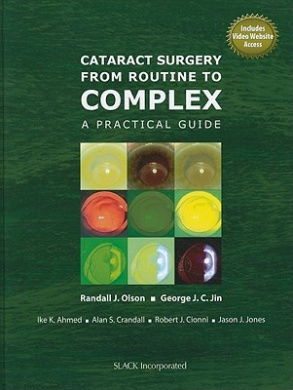 Includes
Video Website
Access
CATARACT SURGERY
FROM ROUTINE TO
COMPLEX
A PRACTICAL GUIDE
Randall J. Olson ▪ George J. C. Jin
Ike K. Ahmed ▪ Alan S. Crandall ▪ Robert J. Cionni ▪ Jason J. Jones
SLACK Incorporated